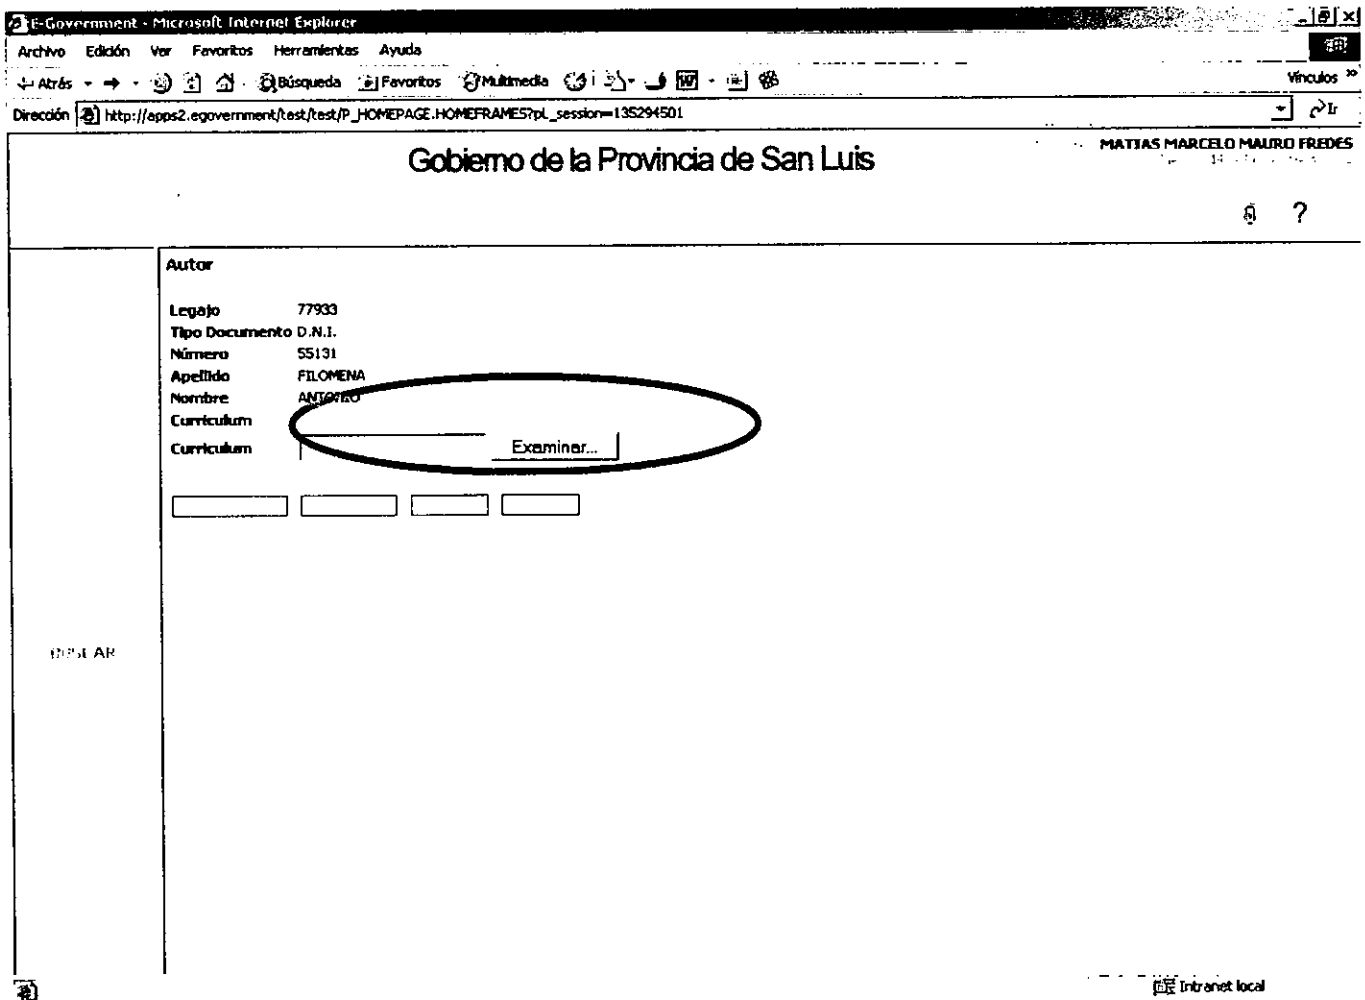 E-Government - Microsoft Internet Explorer
Archivo Edición Ver Favoritos Herramientas Ayuda
Atrás Búsqueda Favoritos Multimedia Vínculos »
Dirección http://apps2.egovernment/test/test/P_HOMEPAGE.HOMEFRAMES?pL_session=135294501 Ir
Gobierno de la Provincia de San Luis
MATIAS MARCELO MAURO FREDES
?
Autor
Legajo 77933
Tipo Documento D.N.I.
Número 55131
Apellido FILOMENA
Nombre ANTONIO
Curriculum
Curriculum Examinar...
BUSCAR
Intranet local